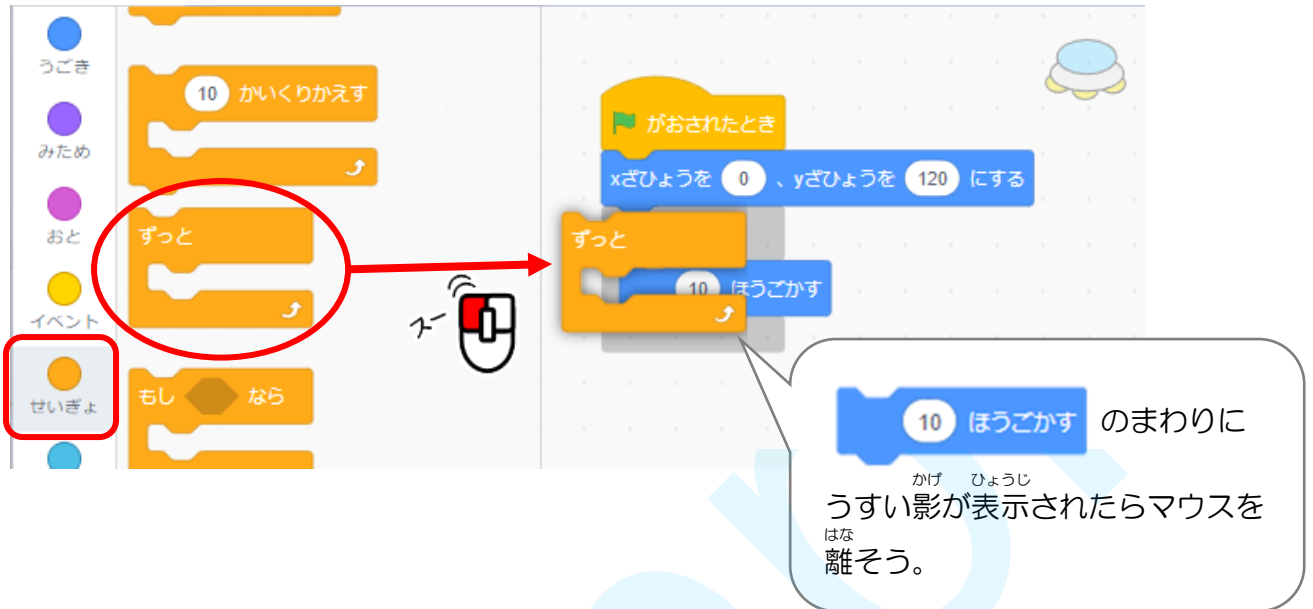 うごき
みため
おと
イベント
せいぎょ
10 かいくりかえす
ずっと
もし なら
がおされたとき
xざひょうを 0 、yざひょうを 120 にする
ずっと
10 ほうごかす
スー
10 ほうごかす のまわりに
かげ ひょうじ
うすい影が表示されたらマウスを
はな
離そう。